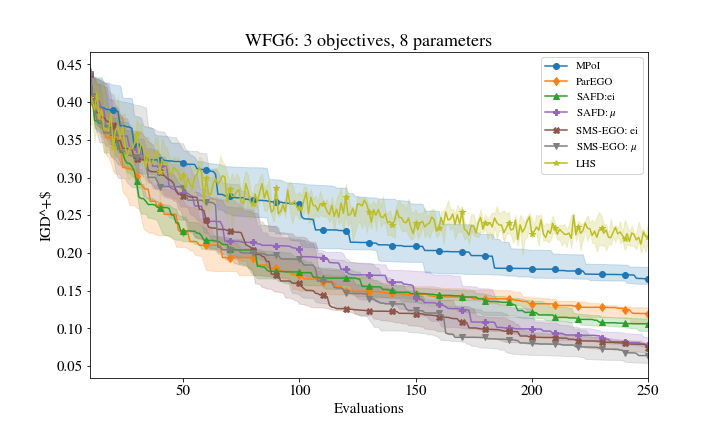 WFG6: 3 objectives, 8 parameters
IGD^+$
0.45
0.40
0.35
0.30
0.25
0.20
0.15
0.10
0.05
MPoI
ParEGO
SAFD:ei
SAFD: μ
SMS-EGO: ei
SMS-EGO: μ
LHS
50 100 150 200 250
Evaluations